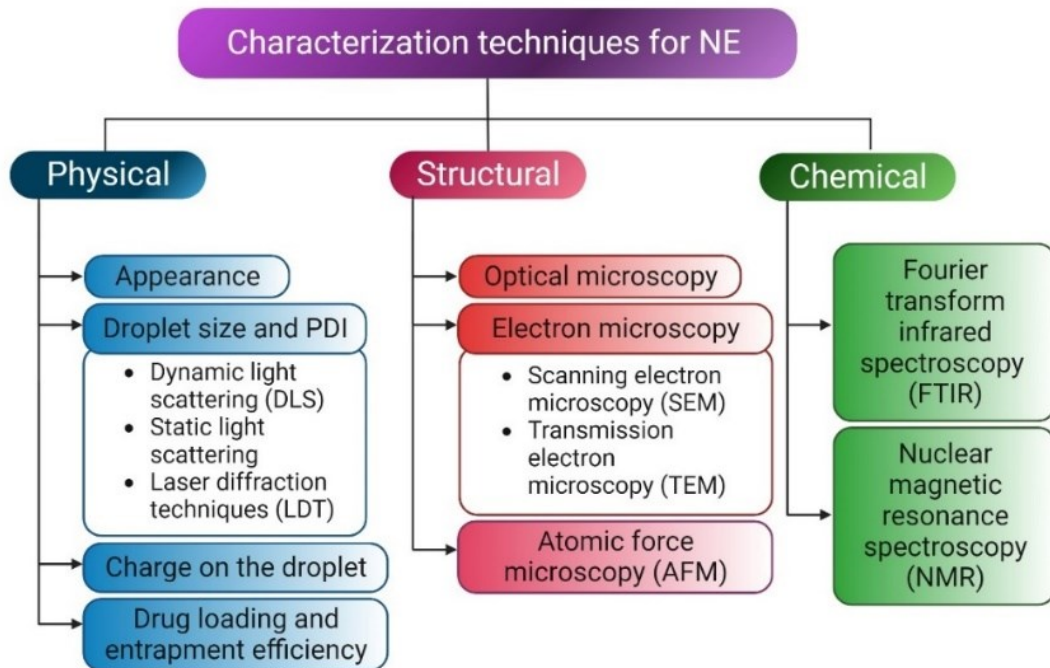 Characterization techniques for NE
Physical
Structural
Chemical
Appearance
Droplet size and PDI
• Dynamic light
scattering (DLS)
• Static light
scattering
• Laser diffraction
techniques (LDT)
Charge on the droplet
Drug loading and
entrapment efficiency
Optical microscopy
Electron microscopy
• Scanning electron
microscopy (SEM)
• Transmission
electron
microscopy (TEM)
Atomic force
microscopy (AFM)
Fourier
transform
infrared
spectroscopy
(FTIR)
Nuclear
magnetic
resonance
spectroscopy
(NMR)